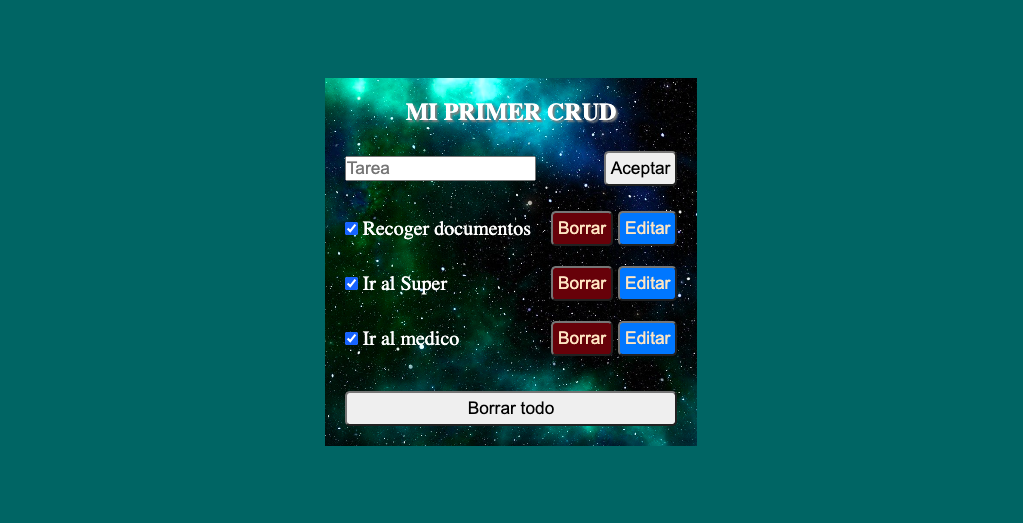 MI PRIMER CRUD
Tarea Aceptar
Recoger documentos Borrar Editar
Ir al Super Borrar Editar
Ir al medico Borrar Editar
Borrar todo